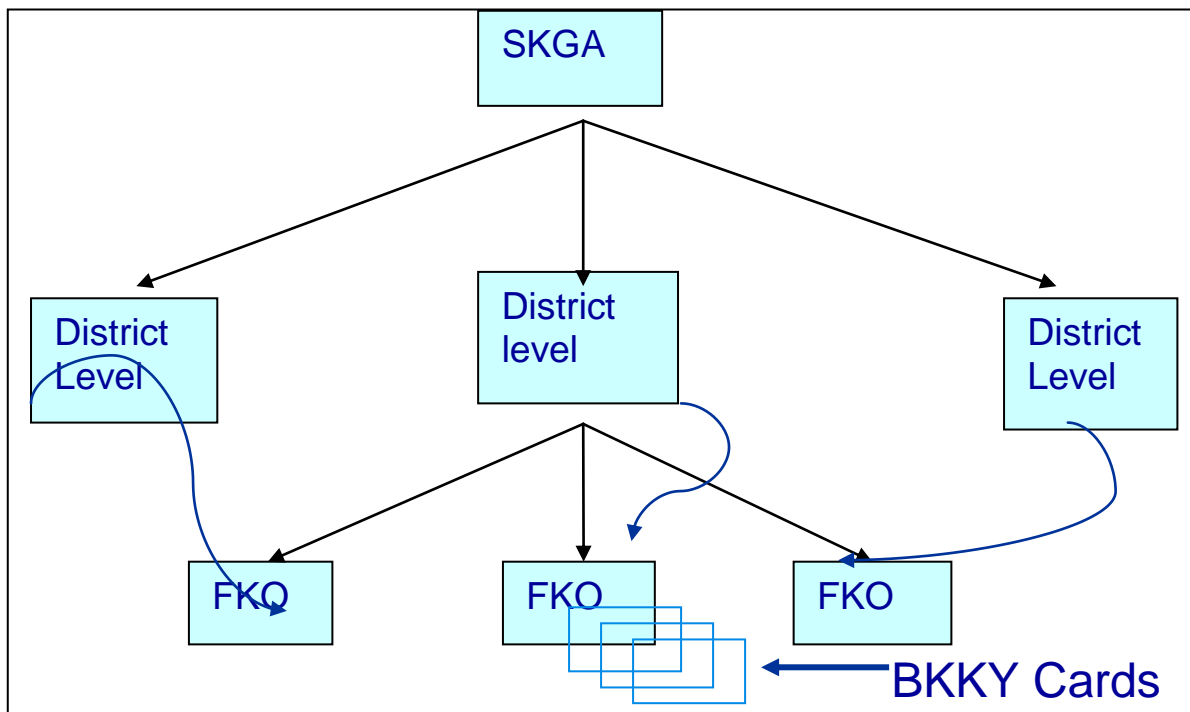 SKGA
District
Level
District
level
District
Level
FKO
FKO
FKO
BKKY Cards